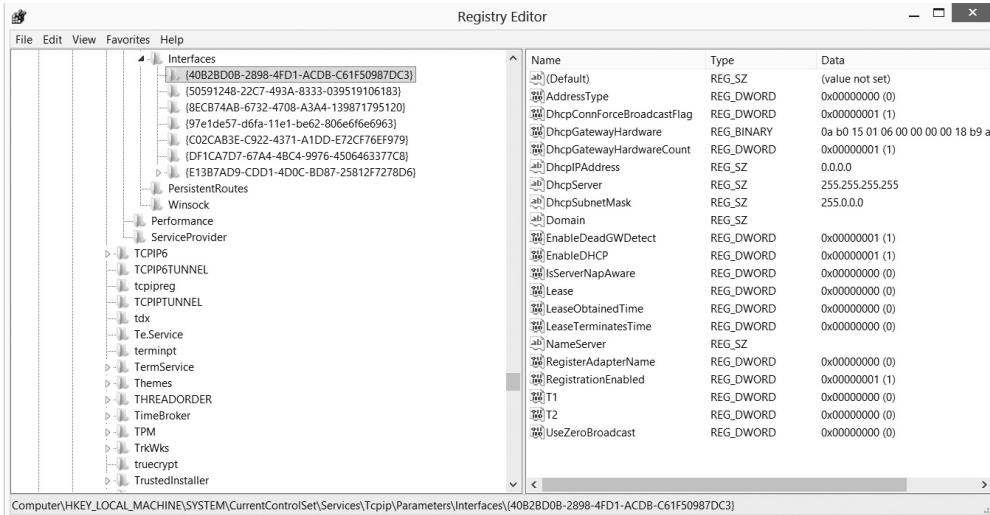 Registry Editor
File Edit View Favorites Help
Interfaces
{40B2BD0B-2898-4FD1-ACDB-C61F50987DC3}
{50591248-22C7-493A-8333-039519106183}
{8ECB74AB-6732-4708-A3A4-139871795120}
{97e1de57-d6fa-11e1-be62-806e6f6e6963}
{C02CAB3E-C922-4371-A1DD-E72CF76EF979}
{DF1CA7D7-67A4-4BC4-9976-4506463377C8}
{E13B7AD9-CDD1-4D0C-BD87-25812F7278D6}
PersistentRoutes
Winsock
Performance
ServiceProvider
TCPIP6
TCPIP6TUNNEL
tcpipreg
TCPIPTUNNEL
tdx
Te.Service
terminpt
TermService
Themes
THREADORDER
TimeBroker
TPM
TrkWks
truecrypt
TrustedInstaller
Name Type Data
(Default) REG_SZ (value not set)
AddressType REG_DWORD 0x00000000 (0)
DhcpConnForceBroadcastFlag REG_DWORD 0x00000001 (1)
DhcpGatewayHardware REG_BINARY 0a b0 15 01 06 00 00 00 00 18 b9 a
DhcpGatewayHardwareCount REG_DWORD 0x00000001 (1)
DhcpIPAddress REG_SZ 0.0.0.0
DhcpServer REG_SZ 255.255.255.255
DhcpSubnetMask REG_SZ 255.0.0.0
Domain REG_SZ
EnableDeadGWDetect REG_DWORD 0x00000001 (1)
EnableDHCP REG_DWORD 0x00000001 (1)
IsServerNapAware REG_DWORD 0x00000000 (0)
Lease REG_DWORD 0x00000000 (0)
LeaseObtainedTime REG_DWORD 0x00000000 (0)
LeaseTerminatesTime REG_DWORD 0x00000000 (0)
NameServer REG_SZ
RegisterAdapterName REG_DWORD 0x00000000 (0)
RegistrationEnabled REG_DWORD 0x00000001 (1)
T1 REG_DWORD 0x00000000 (0)
T2 REG_DWORD 0x00000000 (0)
UseZeroBroadcast REG_DWORD 0x00000000 (0)
Computer\HKEY_LOCAL_MACHINE\SYSTEM\CurrentControlSet\Services\Tcpip\Parameters\Interfaces\{40B2BD0B-2898-4FD1-ACDB-C61F50987DC3}